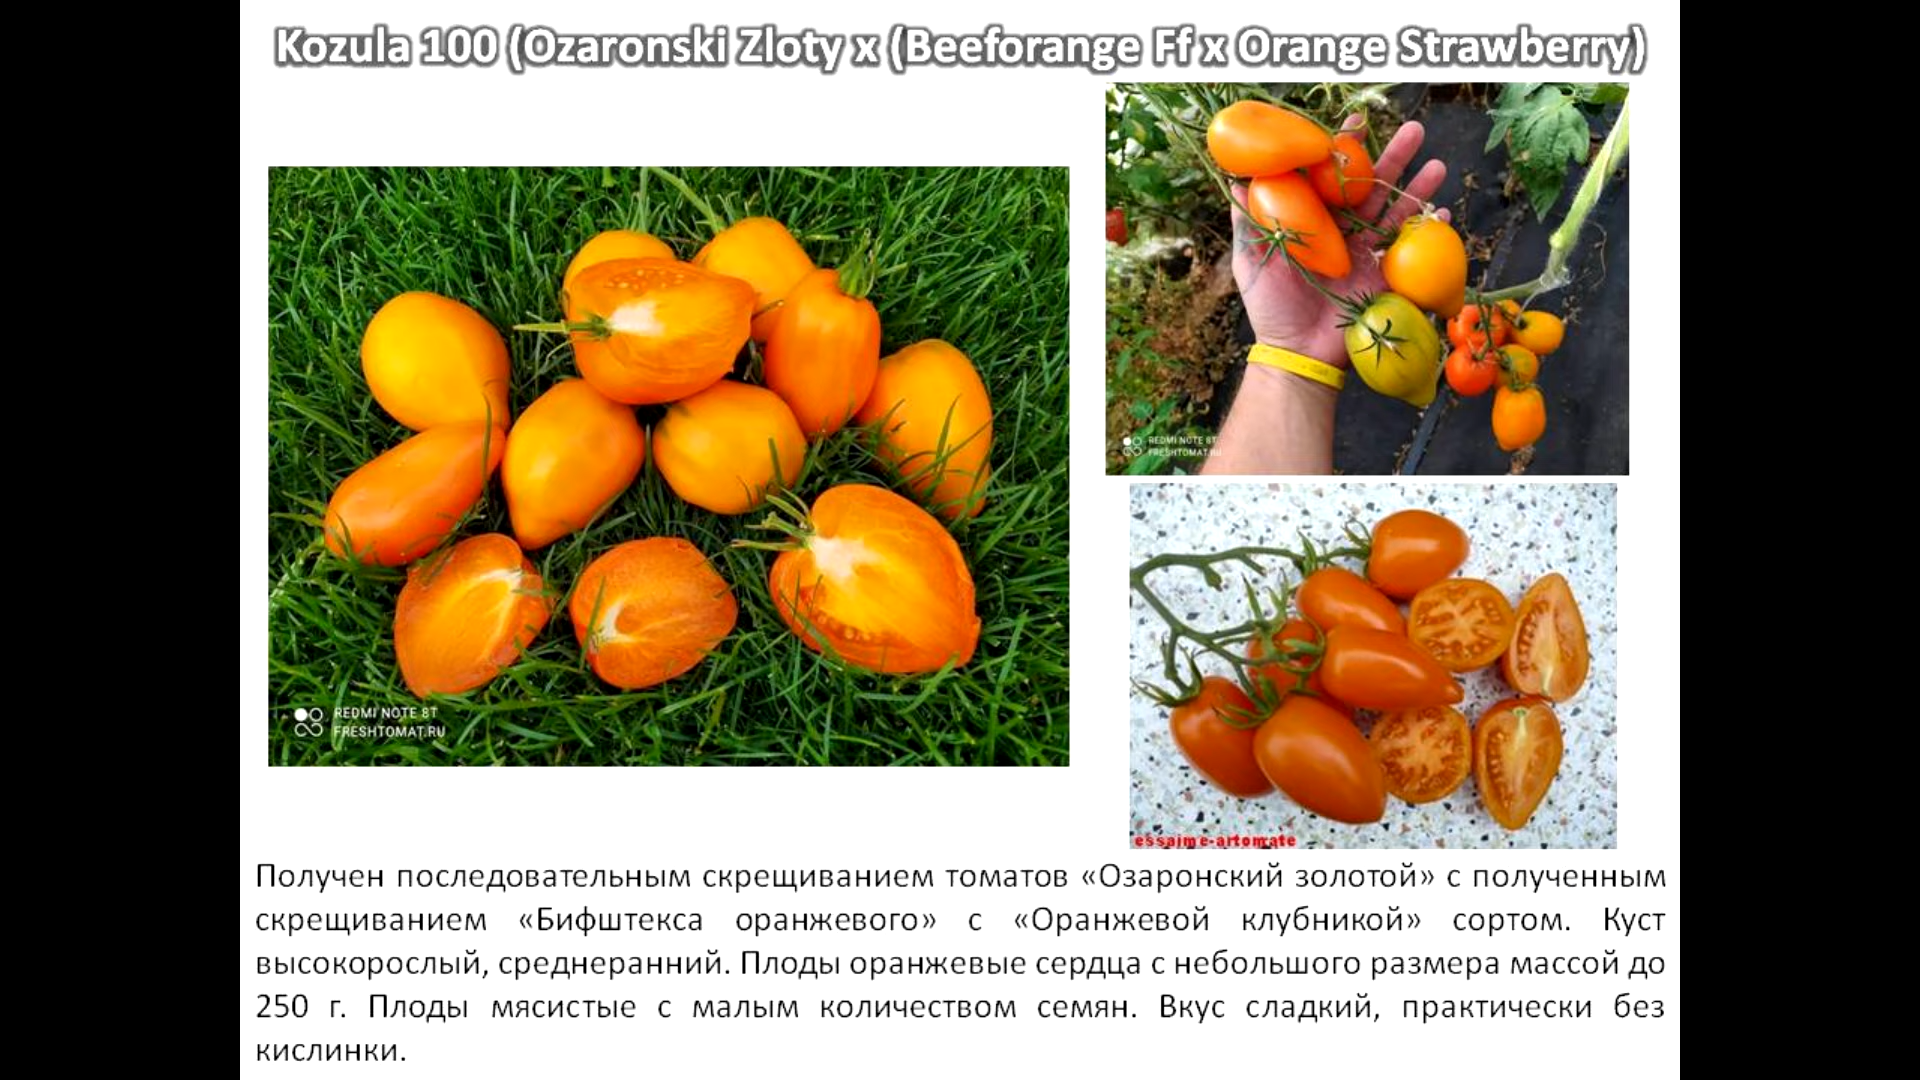 Kozula 100 (Ozaronski Zloty x (Beeforange Ff x Orange Strawberry)
REDMI NOTE 8T
FRESHTOMAT.RU
REDMI NOTE 8T
FRESHTOMAT.RU
essaime-artomate
Получен последовательным скрещиванием томатов «Озаронский золотой» с полученным
скрещиванием «Бифштекса оранжевого» с «Оранжевой клубникой» сортом. Куст
высокорослый, среднеранний. Плоды оранжевые сердца с небольшого размера массой до
250 г. Плоды мясистые с малым количеством семян. Вкус сладкий, практически без
кислинки.